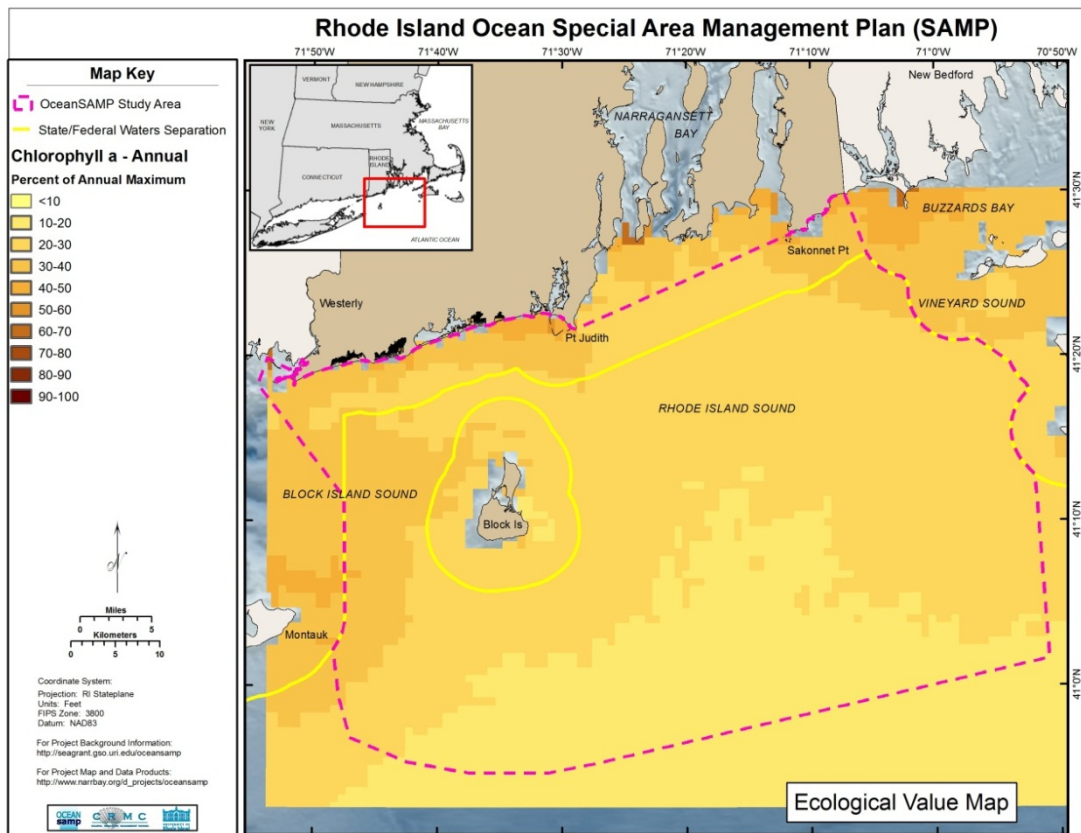 Rhode Island Ocean Special Area Management Plan (SAMP)
71°50'W
71°40'W
71°30'W
71°20'W
71°10'W
71°0'W
70°50'W
Map Key
OceanSAMP Study Area
State/Federal Waters Separation
Chlorophyll a - Annual
Percent of Annual Maximum
<10
10-20
20-30
30-40
40-50
50-60
60-70
70-80
80-90
90-100
VERMONT
NEW HAMPSHIRE
NEW YORK
MASSACHUSETTS
MASSACHUSETTS BAY
CONNECTICUT
RHODE ISLAND
ATLANTIC OCEAN
NARRAGANSETT
BAY
New Bedford
BUZZARDS BAY
Sakonnet Pt
VINEYARD SOUND
Westerly
Pt Judith
RHODE ISLAND SOUND
BLOCK ISLAND SOUND
Block Is
Montauk
41°30'N
41°20'N
41°10'N
41°0'N
N
Miles
0 5
Kilometers
0 5 10
Coordinate System:
Projection: RI Stateplane
Units: Feet
FIPS Zone: 3800
Datum: NAD83
For Project Background Information:
http://seagrant.gso.uri.edu/oceansamp
For Project Map and Data Products:
http://www.narrbay.org/d_projects/oceansamp
OCEAN
samp
CRMC
Ecological Value Map